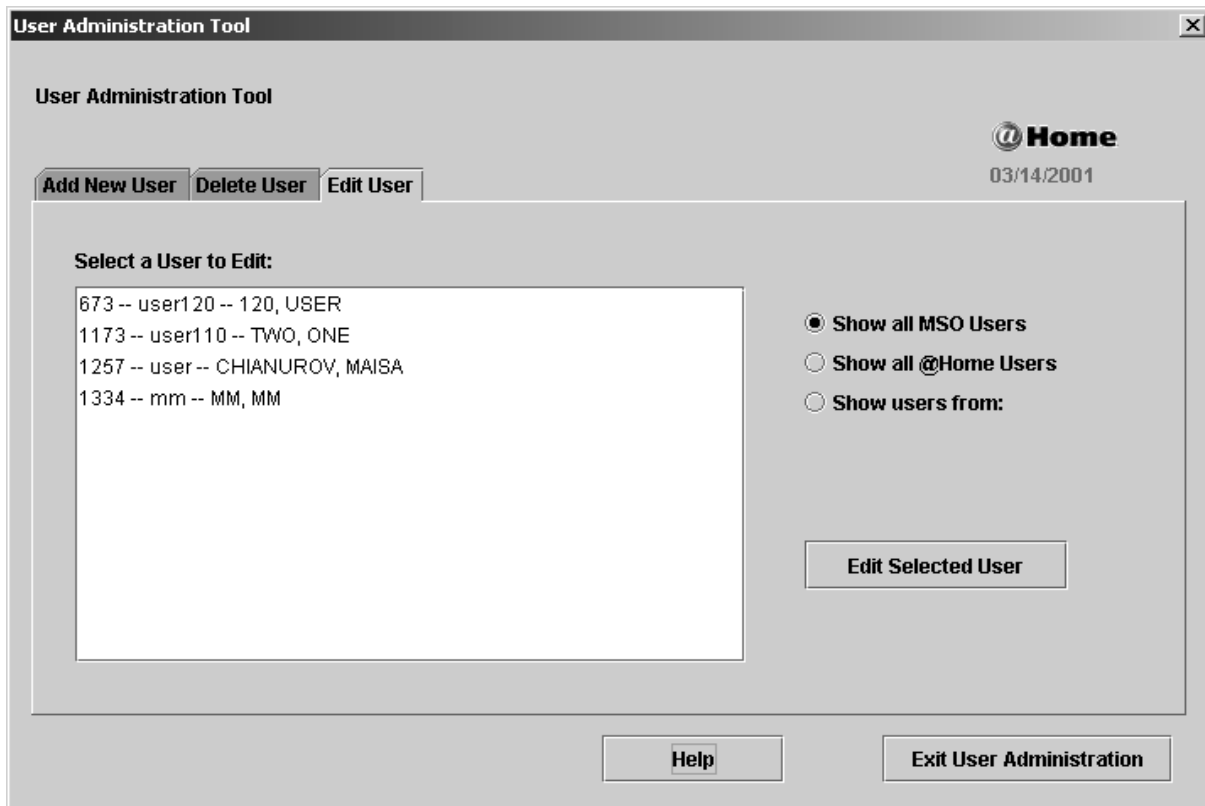 User Administration Tool
User Administration Tool
@Home
03/14/2001
Add New User Delete User Edit User
Select a User to Edit:
673 -- user120 -- 120, USER
1173 -- user110 -- TWO, ONE
1257 -- user -- CHIANUROV, MAISA
1334 -- mm -- MM, MM
Show all MSO Users
Show all @Home Users
Show users from:
Edit Selected User
Help Exit User Administration